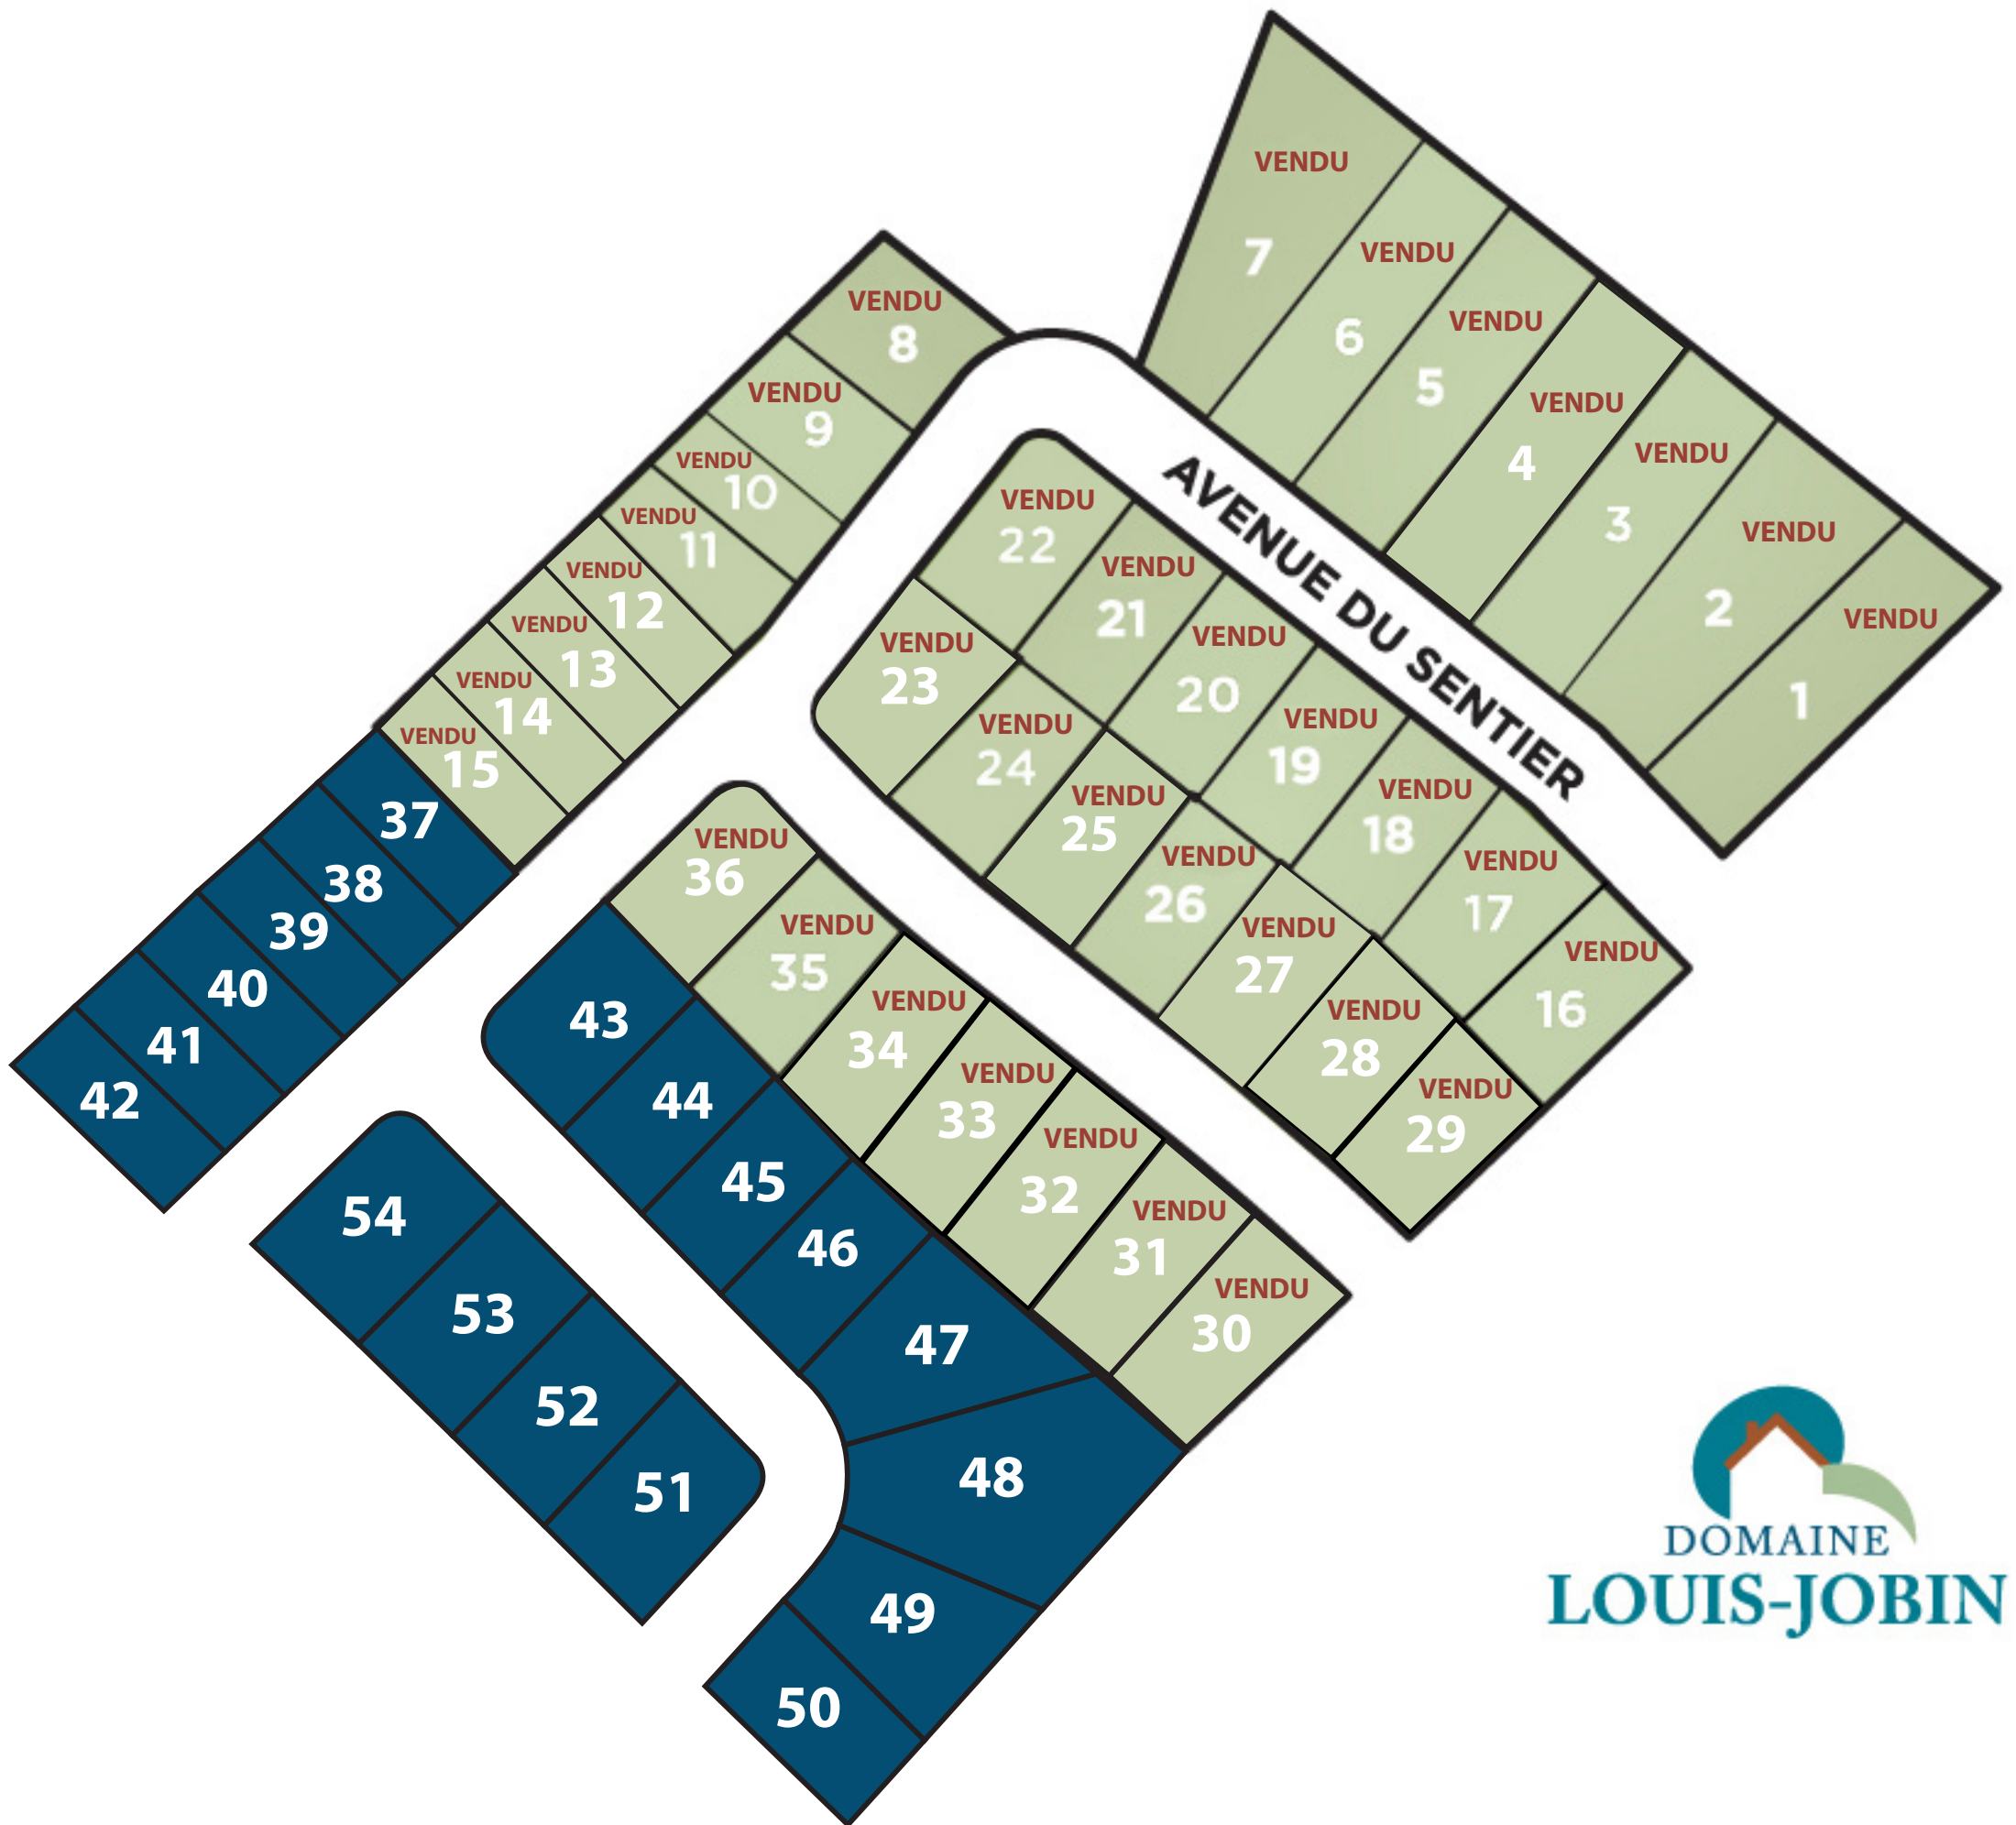 VENDU
7
VENDU
6
VENDU
5
VENDU
4
VENDU
3
VENDU
2
VENDU
1
VENDU
8
VENDU
9
VENDU
10
VENDU
11
VENDU
12
VENDU
13
VENDU
14
VENDU
15
AVENUE DU SENTIER
VENDU
22
VENDU
21
VENDU
20
VENDU
19
VENDU
18
VENDU
17
VENDU
16
VENDU
23
VENDU
24
VENDU
25
VENDU
26
VENDU
27
VENDU
28
VENDU
29
VENDU
36
VENDU
35
VENDU
34
VENDU
33
VENDU
32
VENDU
31
VENDU
30
37
38
39
40
41
42
43
44
45
46
47
48
49
50
54
53
52
51
DOMAINE
LOUIS-JOBIN